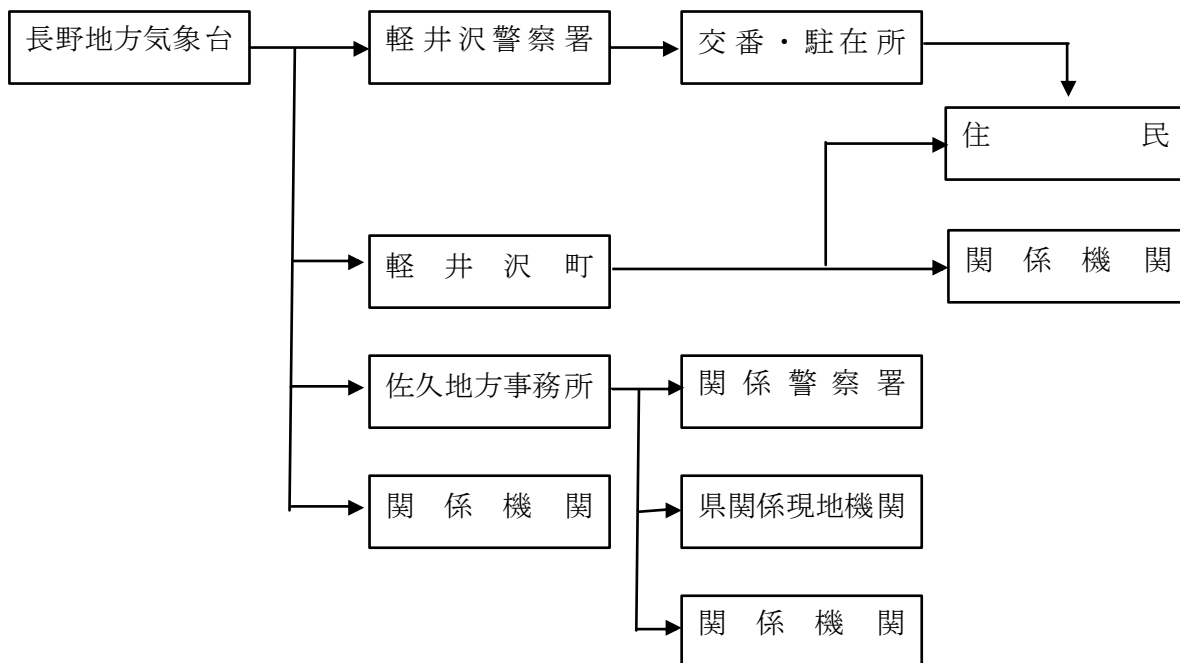 長野地方気象台
軽井沢警察署
交番・駐在所
住民
軽井沢町
関係機関
佐久地方事務所
関係警察署
関係機関
県関係現地機関
関係機関